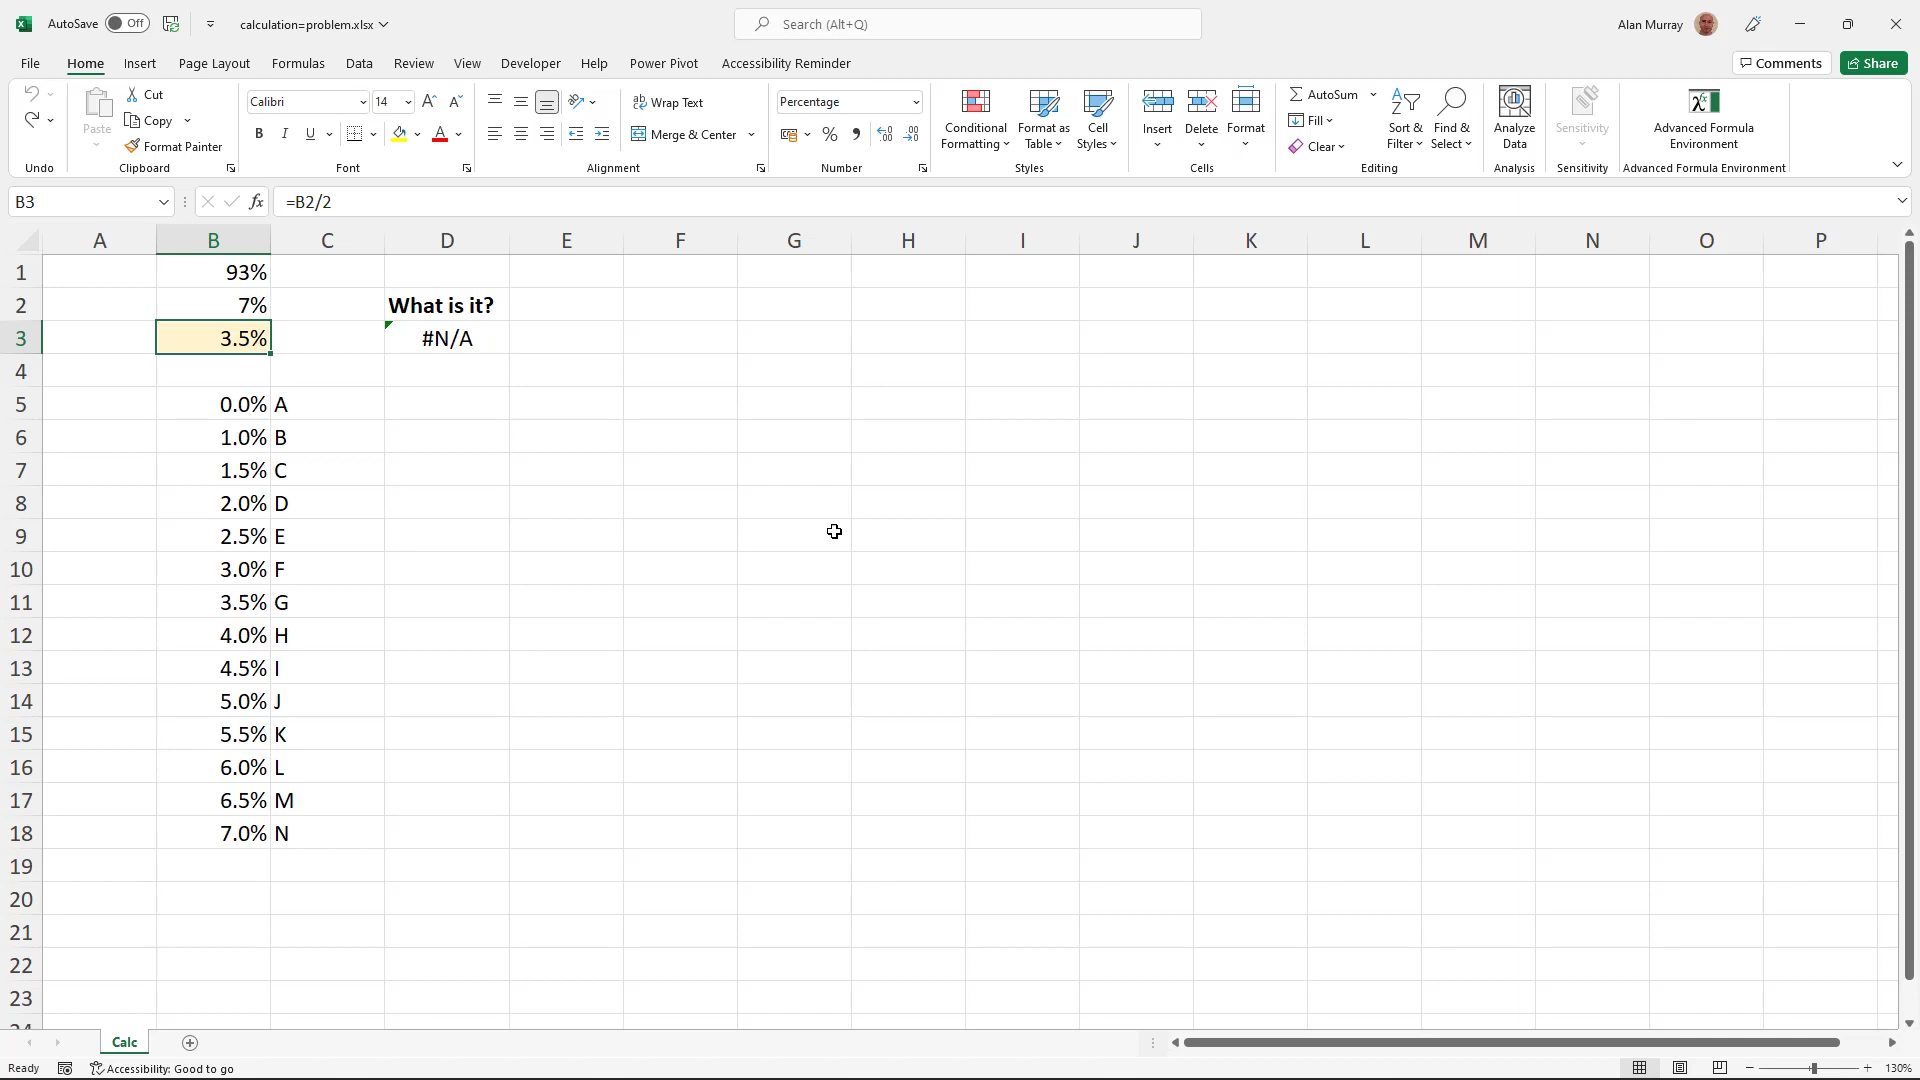 AutoSave Off calculation=problem.xlsx Search (Alt+Q) Alan Murray
File Home Insert Page Layout Formulas Data Review View Developer Help Power Pivot Accessibility Reminder Comments Share
Paste Cut Copy Format Painter
Calibri 14 B I U A
Wrap Text Merge & Center
Percentage % 9
Conditional Formatting Format as Table Cell Styles
Insert Delete Format
AutoSum Fill Clear Sort & Filter Find & Select
Analyze Data Sensitivity Advanced Formula Environment
Undo Clipboard Font Alignment Number Styles Cells Editing Analysis Sensitivity Advanced Formula Environment
B3 fx =B2/2
A B C D E F G H I J K L M N O P
1 93%
2 7% What is it?
3 3.5% #N/A
4
5 0.0% A
6 1.0% B
7 1.5% C
8 2.0% D
9 2.5% E
10 3.0% F
11 3.5% G
12 4.0% H
13 4.5% I
14 5.0% J
15 5.5% K
16 6.0% L
17 6.5% M
18 7.0% N
19
20
21
22
23
24
Calc
Ready Accessibility: Good to go 130%